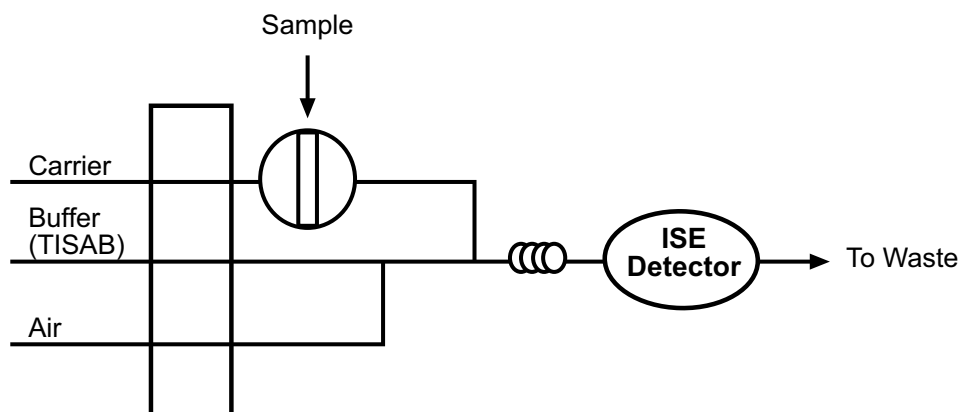 Sample
Carrier
Buffer
(TISAB)
Air
ISE
Detector
To Waste